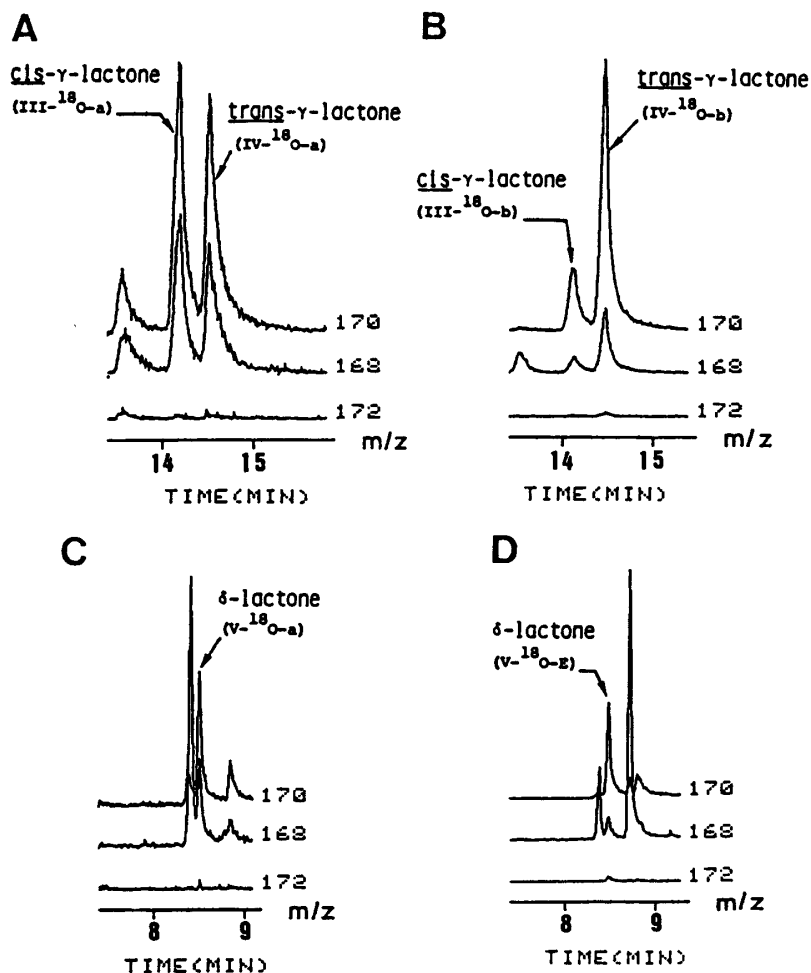 A
cis-γ-lactone
(III-¹⁸O-a)
trans-γ-lactone
(IV-¹⁸O-a)
170
168
172
m/z
14 15
TIME(MIN)
B
trans-γ-lactone
(IV-¹⁸O-b)
cis-γ-lactone
(III-¹⁸O-b)
170
168
172
m/z
14 15
TIME(MIN)
C
δ-lactone
(V-¹⁸O-a)
170
168
172
m/z
8 9
TIME(MIN)
D
δ-lactone
(V-¹⁸O-E)
170
168
172
m/z
8 9
TIME(MIN)